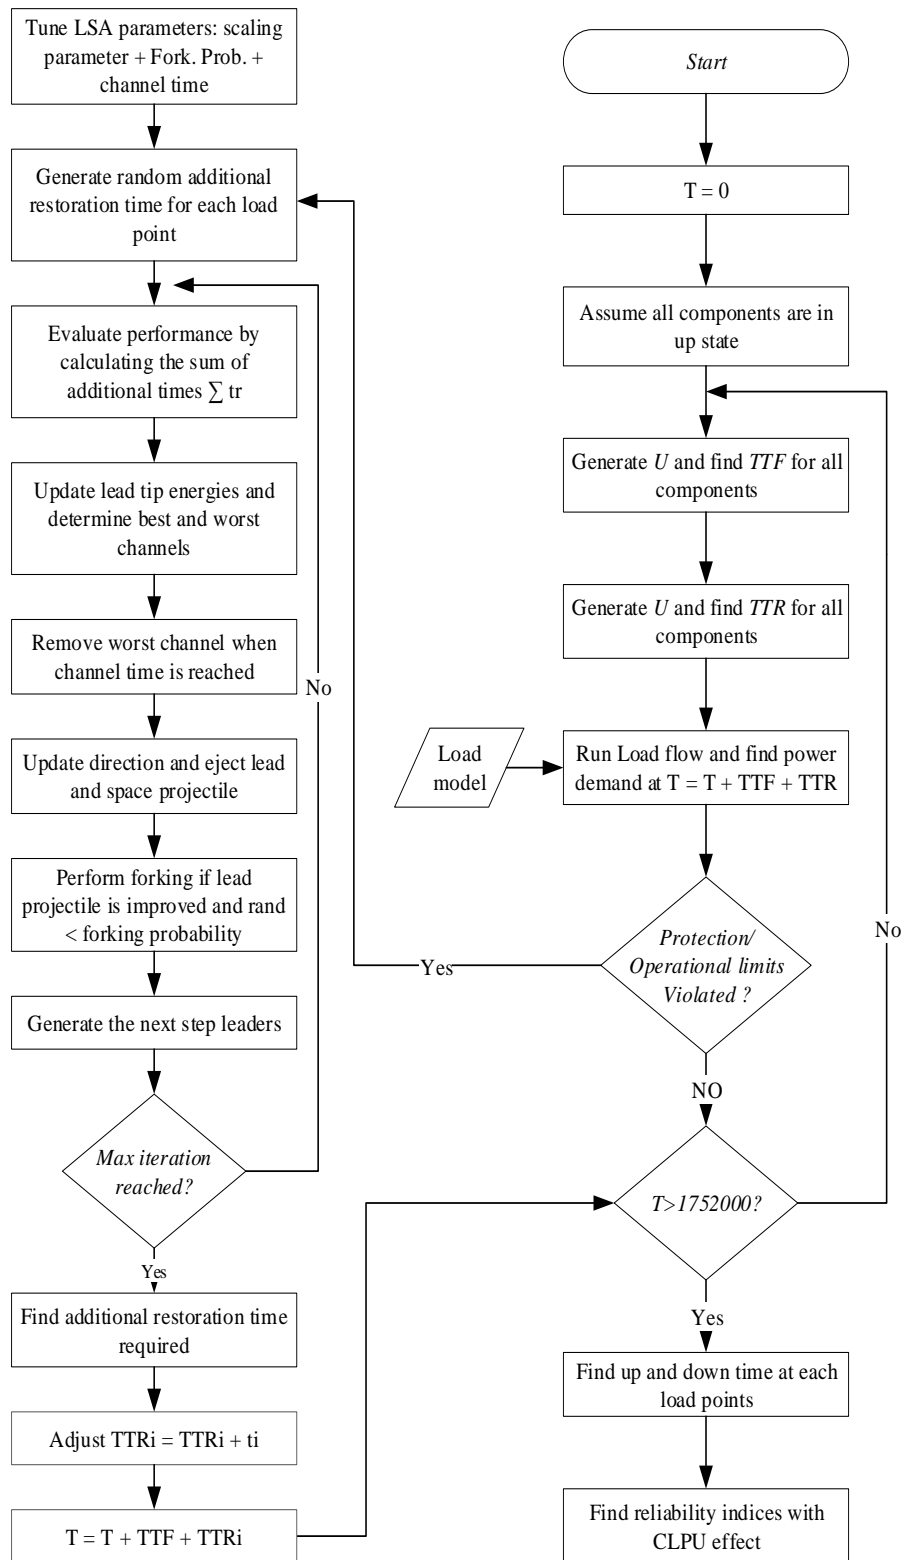 Tune LSA parameters: scaling
parameter + Fork. Prob. +
channel time
Generate random additional
restoration time for each load
point
Evaluate performance by
calculating the sum of
additional times ∑ tr
Update lead tip energies and
determine best and worst
channels
Remove worst channel when
channel time is reached
Update direction and eject lead
and space projectile
Perform forking if lead
projectile is improved and rand
< forking probability
Generate the next step leaders
Max iteration
reached?
No
Yes
Find additional restoration time
required
Adjust TTRi = TTRi + ti
T = T + TTF + TTRi
Start
T = 0
Assume all components are in
up state
Generate U and find TTF for all
components
Generate U and find TTR for all
components
Load
model
Run Load flow and find power
demand at T = T + TTF + TTR
Protection/
Operational limits
Violated ?
Yes
NO
T>1752000?
No
Yes
Find up and down time at each
load points
Find reliability indices with
CLPU effect